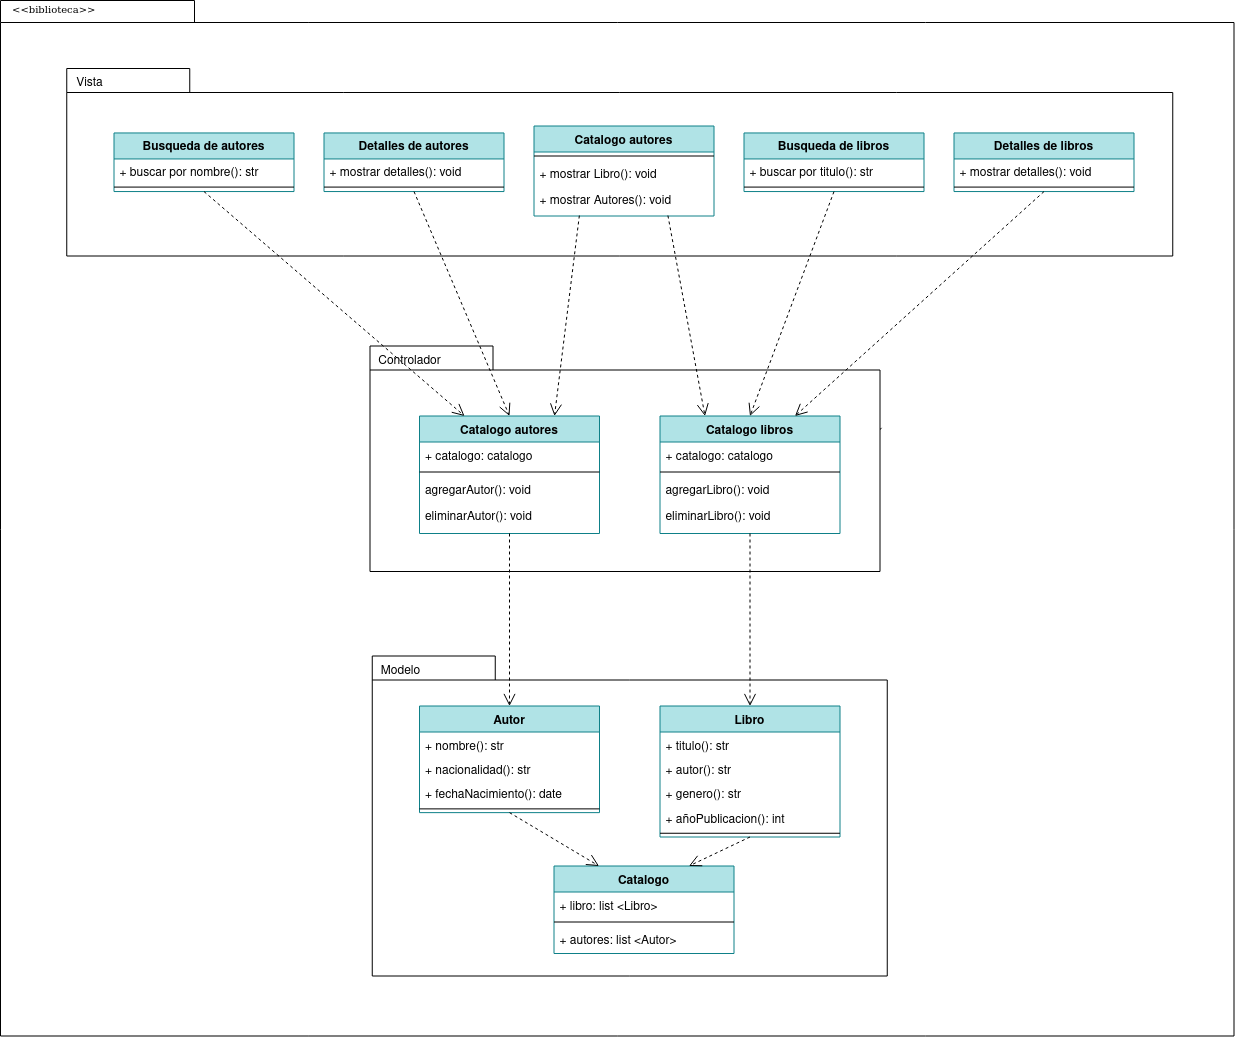 <<biblioteca>>
Vista
Busqueda de autores
+ buscar por nombre(): str
Detalles de autores
+ mostrar detalles(): void
Catalogo autores
+ mostrar Libro(): void
+ mostrar Autores(): void
Busqueda de libros
+ buscar por titulo(): str
Detalles de libros
+ mostrar detalles(): void
Controlador
Catalogo autores
+ catalogo: catalogo
agregarAutor(): void
eliminarAutor(): void
Catalogo libros
+ catalogo: catalogo
agregarLibro(): void
eliminarLibro(): void
Modelo
Autor
+ nombre(): str
+ nacionalidad(): str
+ fechaNacimiento(): date
Libro
+ titulo(): str
+ autor(): str
+ genero(): str
+ añoPublicacion(): int
Catalogo
+ libro: list <Libro>
+ autores: list <Autor>